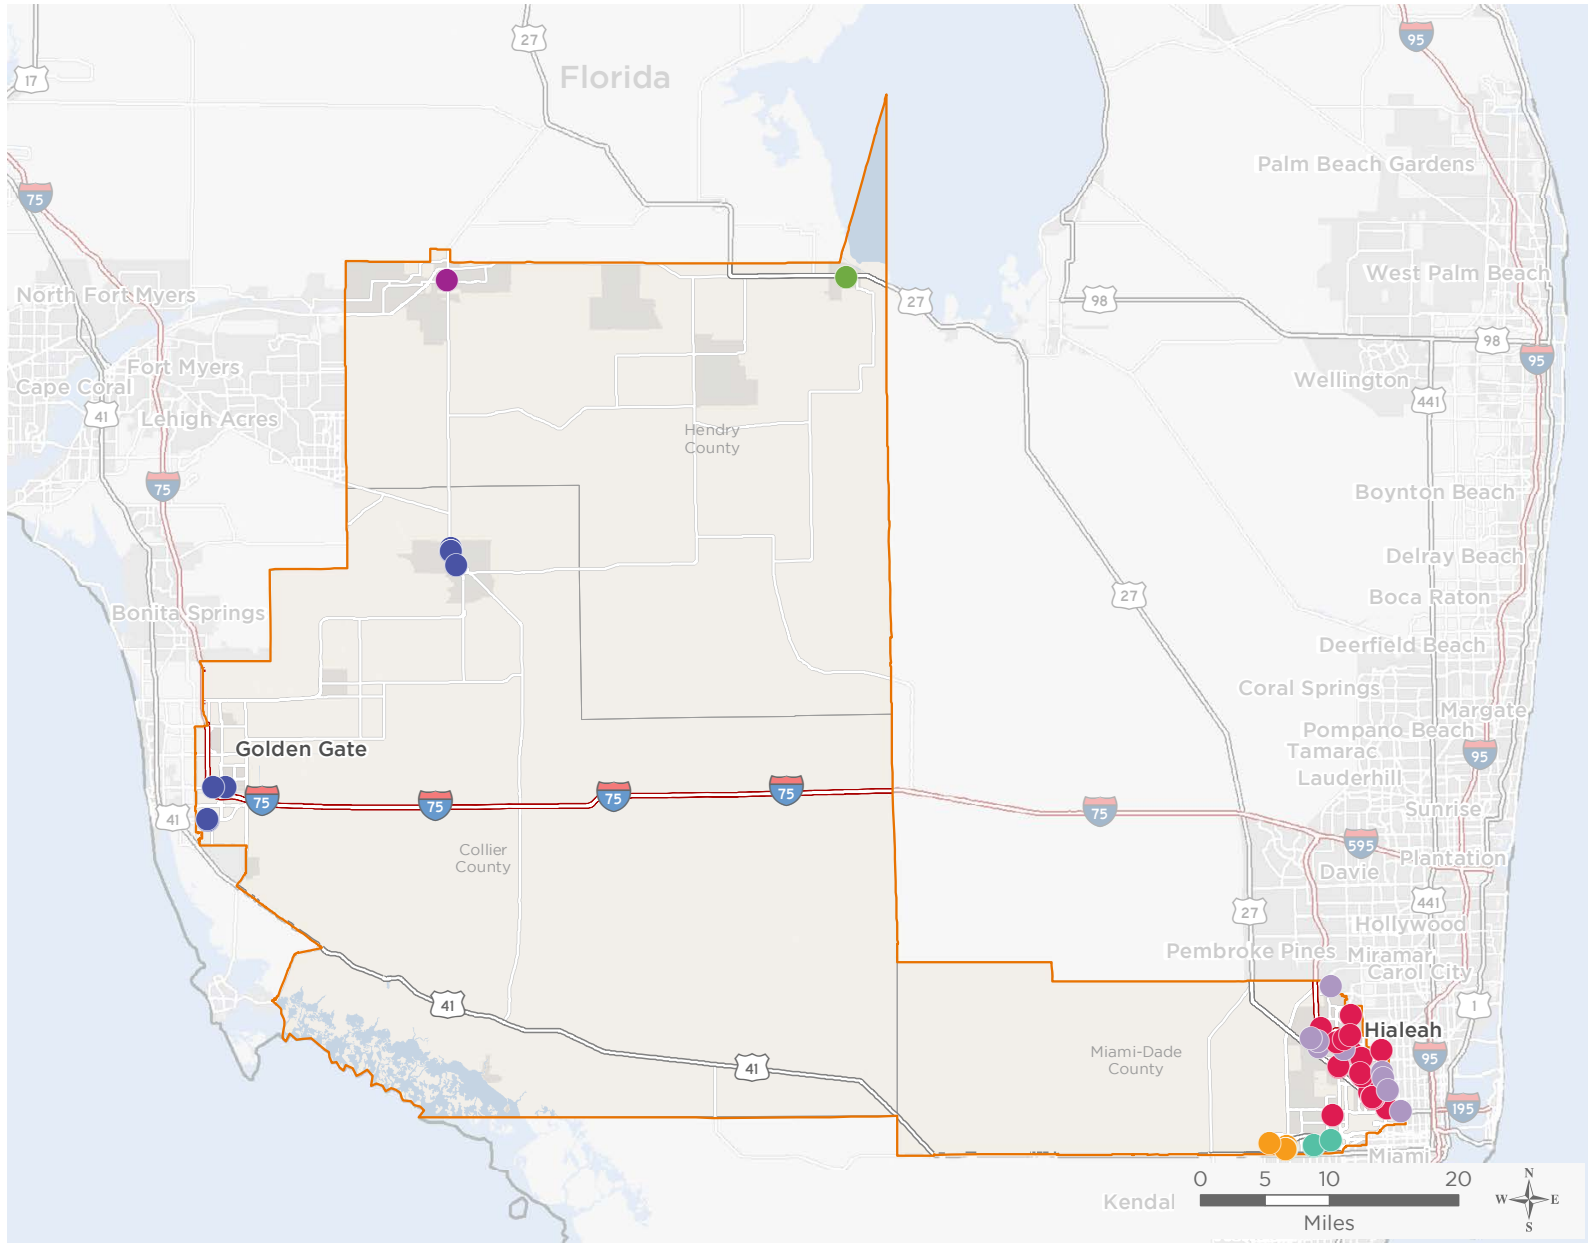 27
95
17
Florida
Palm Beach Gardens
75
West Palm Beach
North Fort Myers
27
98
98
95
Fort Myers
Cape Coral
Wellington
41
441
Lehigh Acres
Hendry
County
75
Boynton Beach
Delray Beach
27
Boca Raton
Bonita Springs
Deerfield Beach
Coral Springs
Margate
Pompano Beach
Golden Gate
Tamarac
95
Lauderhill
75
75
75
75
75
Sunrise
41
595
Collier
County
Plantation
Davie
27
441
Hollywood
Pembroke Pines
Miramar
Carol City
41
1
Hialeah
Miami-Dade
County
95
41
195
Miami
0 5 10 20
Miles
Kendal
N
W E
S